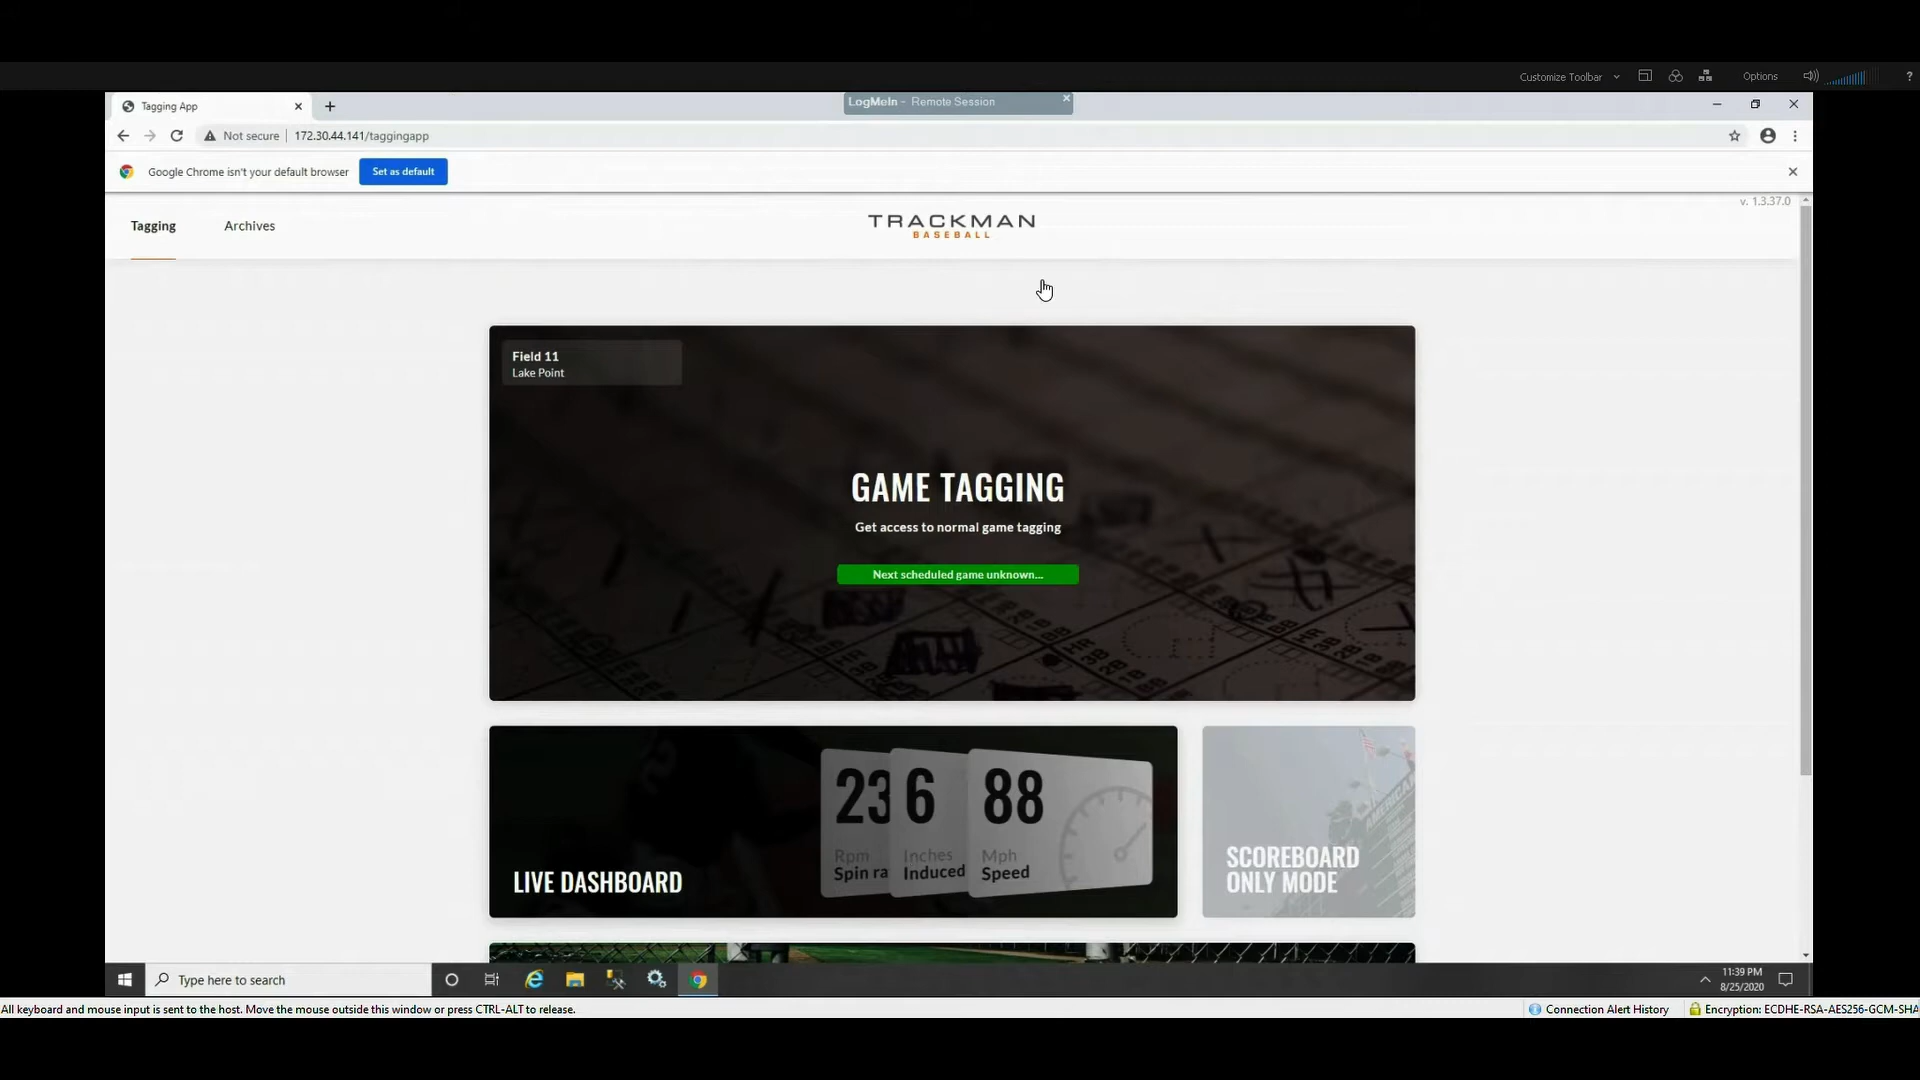 Customize Toolbar
Options
?
Tagging App
LogMeIn - Remote Session
Not secure
172.30.44.141/taggingapp
Google Chrome isn't your default browser
Set as default
v. 1.3.37.0
Tagging
Archives
TRACKMAN
BASEBALL
Field 11
Lake Point
GAME TAGGING
Get access to normal game tagging
Next scheduled game unknown...
HR 3B 2B 1B
LIVE DASHBOARD
23
Rpm
Spin ra
6
Inches
Induced
88
Mph
Speed
AMERICAN
SCOREBOARD
ONLY MODE
Type here to search
11:39 PM
8/25/2020
All keyboard and mouse input is sent to the host. Move the mouse outside this window or press CTRL-ALT to release.
Connection Alert History
Encryption: ECDHE-RSA-AES256-GCM-SHA